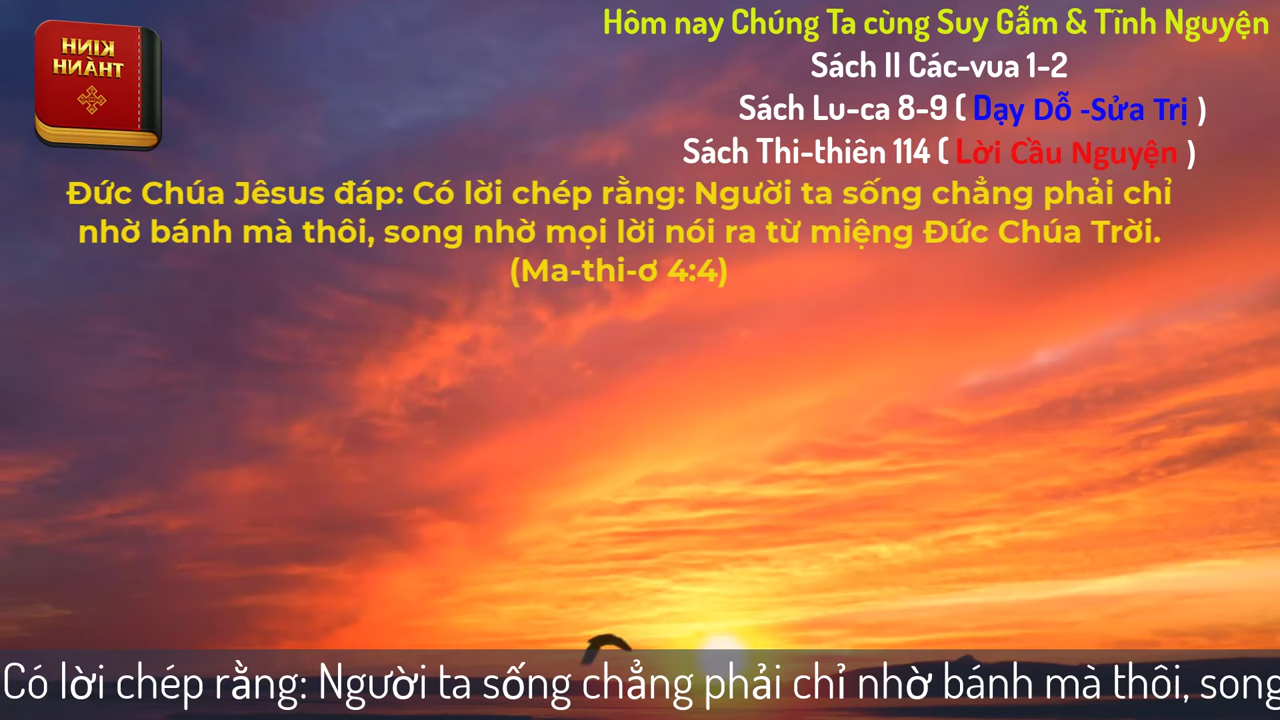 KINH
THÀNH
Hôm nay Chúng Ta cùng Suy Gẫm & Tĩnh Nguyện
Sách II Các-vua 1-2
Sách Lu-ca 8-9 ( Dạy Dỗ -Sửa Trị )
Sách Thi-thiên 114 ( Lời Cầu Nguyện )
Đức Chúa Jêsus đáp: Có lời chép rằng: Người ta sống chẳng phải chỉ
nhờ bánh mà thôi, song nhờ mọi lời nói ra từ miệng Đức Chúa Trời.
(Ma-thi-ơ 4:4)
Có lời chép rằng: Người ta sống chẳng phải chỉ nhờ bánh mà thôi, song